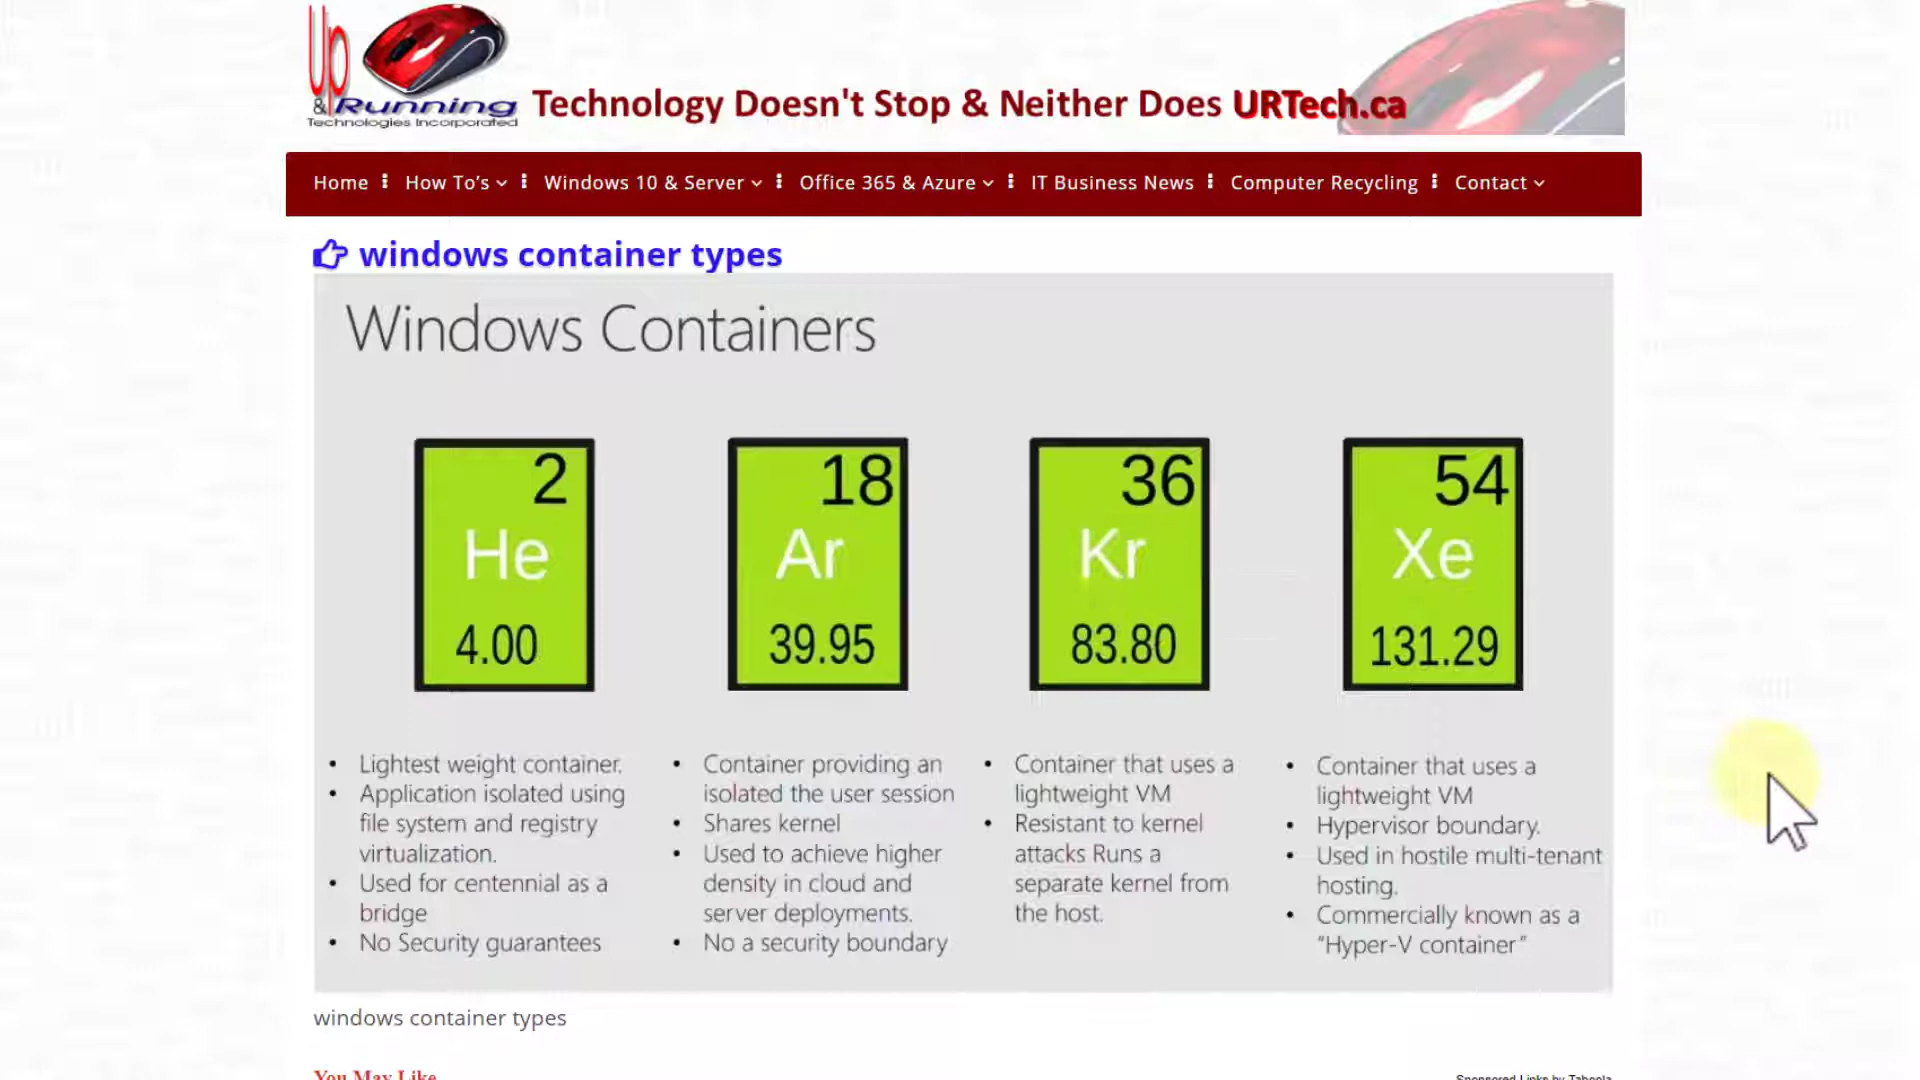 Up
& Running
Technologies Incorporated
Technology Doesn't Stop & Neither Does URTech.ca
Home How To's Windows 10 & Server Office 365 & Azure IT Business News Computer Recycling Contact
windows container types
Windows Containers
2
He
4.00
18
Ar
39.95
36
Kr
83.80
54
Xe
131.29
• Lightest weight container.
• Application isolated using
file system and registry
virtualization.
• Used for centennial as a
bridge
• No Security guarantees
• Container providing an
isolated the user session
• Shares kernel
• Used to achieve higher
density in cloud and
server deployments.
• No a security boundary
• Container that uses a
lightweight VM
• Resistant to kernel
attacks Runs a
separate kernel from
the host.
• Container that uses a
lightweight VM
• Hypervisor boundary.
• Used in hostile multi-tenant
hosting.
• Commercially known as a
"Hyper-V container"
windows container types
You May Like
Sponsored Links by Taboola